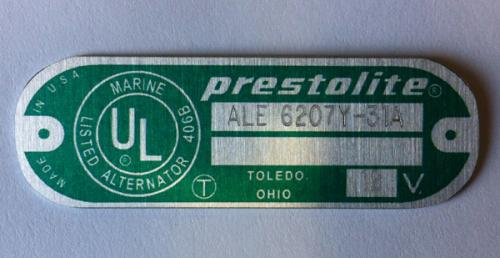 MADE IN USA
MARINE
LISTED ALTERNATOR 406B
UL
®
prestolite®
ALE 6207Y-31A
T
TOLEDO.
OHIO
V.